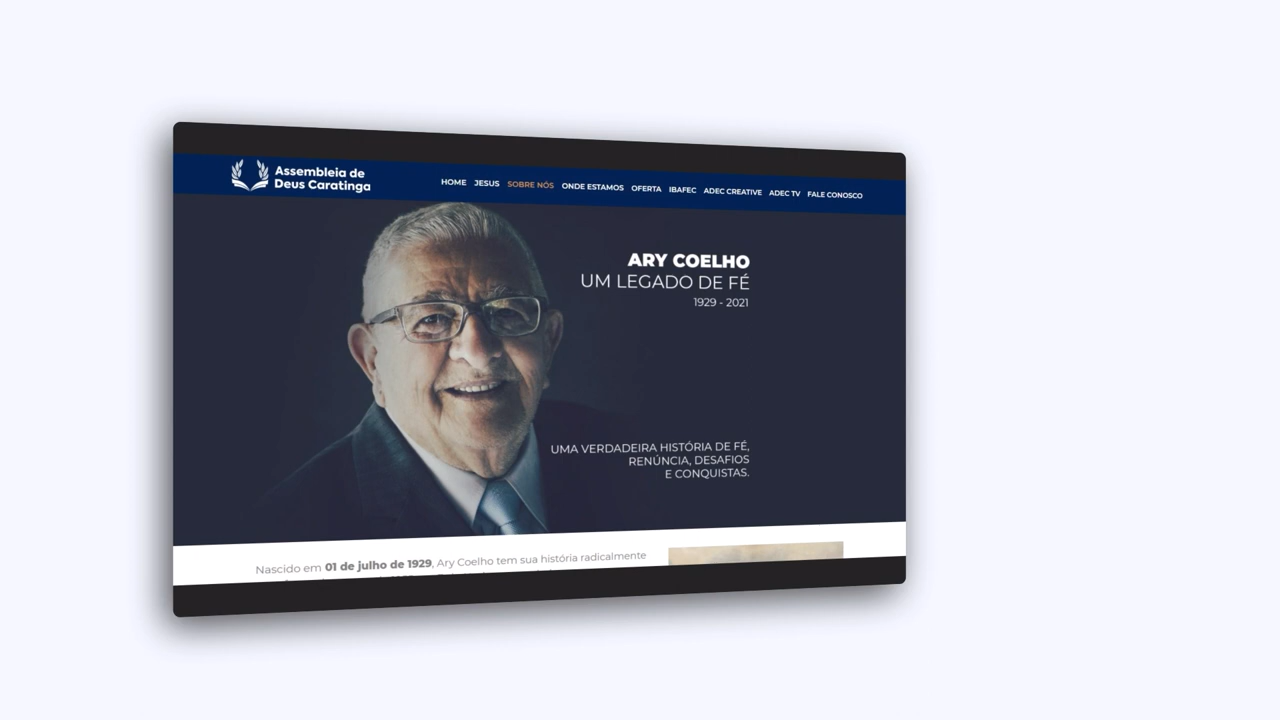 Assembleia de
Deus Caratinga
HOME JESUS SOBRE NÓS ONDE ESTAMOS OFERTA IBAFEC ADEC CREATIVE ADEC TV FALE CONOSCO
ARY COELHO
UM LEGADO DE FÉ
1929 - 2021
UMA VERDADEIRA HISTÓRIA DE FÉ,
RENÚNCIA, DESAFIOS
E CONQUISTAS.
Nascido em 01 de julho de 1929, Ary Coelho tem sua história radicalmente